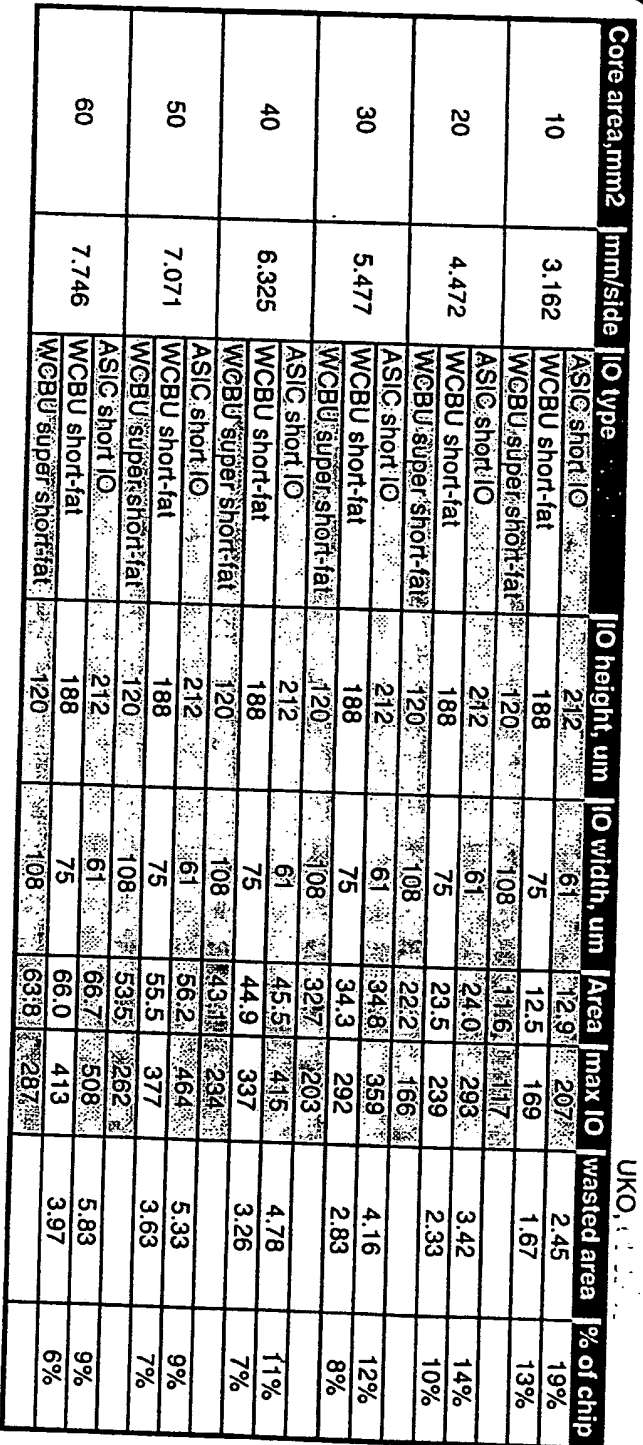 UKO,
Core area,mm2 mm/side IO type IO height, um IO width, um Area max IO wasted area % of chip
10 3.162 ASIC short IO 212 61 12.9 207 2.45 19%
WCBU short-fat 188 75 12.5 169 1.67 13%
WCBU super short-fat 120 108 11.6 117
20 4.472 ASIC short IO 212 61 24.0 293 3.42 14%
WCBU short-fat 188 75 23.5 239 2.33 10%
WCBU super short-fat 120 108 22.2 166
30 5.477 ASIC short IO 212 61 34.8 359 4.16 12%
WCBU short-fat 188 75 34.3 292 2.83 8%
WCBU super short-fat 120 108 32.7 203
40 6.325 ASIC short IO 212 61 45.5 415 4.78 11%
WCBU short-fat 188 75 44.9 337 3.26 7%
WCBU super short-fat 120 108 43.1 234
50 7.071 ASIC short IO 212 61 56.2 464 5.33 9%
WCBU short-fat 188 75 55.5 377 3.63 7%
WCBU super short-fat 120 108 53.5 262
60 7.746 ASIC short IO 212 61 66.7 508 5.83 9%
WCBU short-fat 188 75 66.0 413 3.97 6%
WCBU super short-fat 120 108 63.8 287